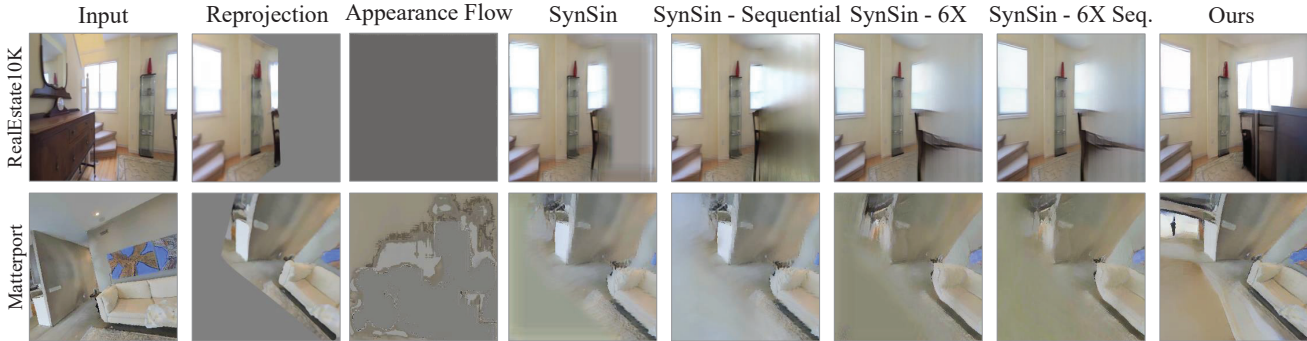 Input Reprojection Appearance Flow SynSin SynSin - Sequential SynSin - 6X SynSin - 6X Seq. Ours
RealEstate10K
Matterport